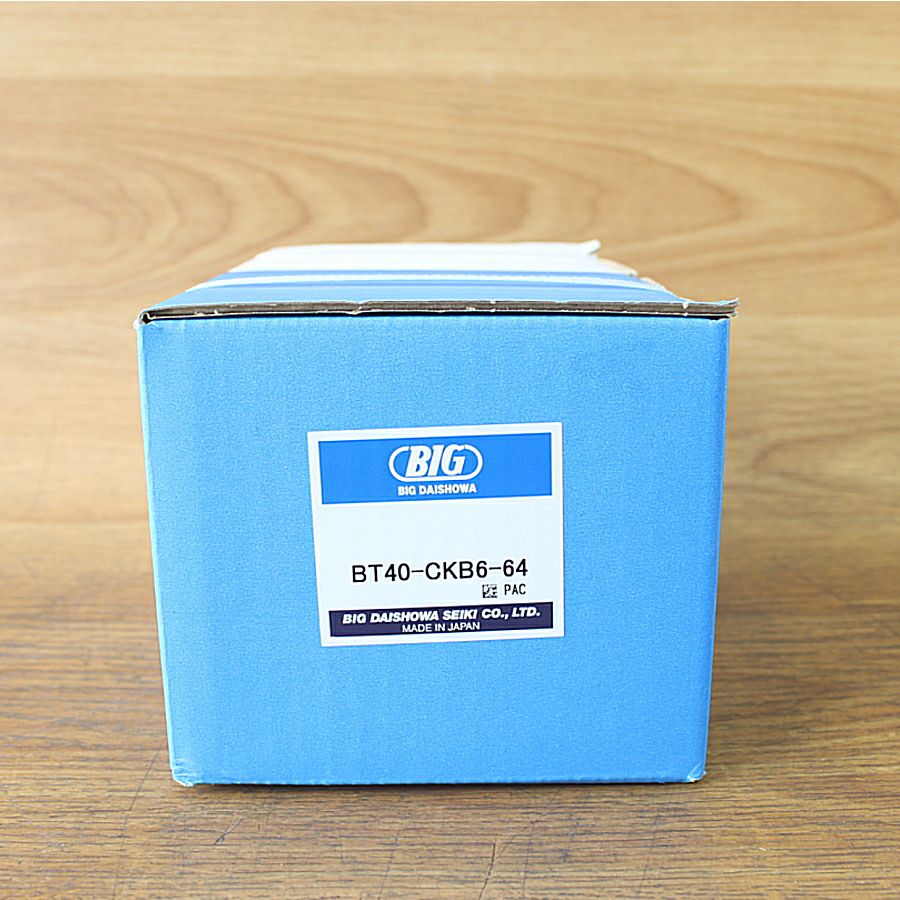 BIG
BIG DAISHOWA
BT40-CKB6-64
PAC
BIG DAISHOWA SEIKI CO., LTD.
MADE IN JAPAN